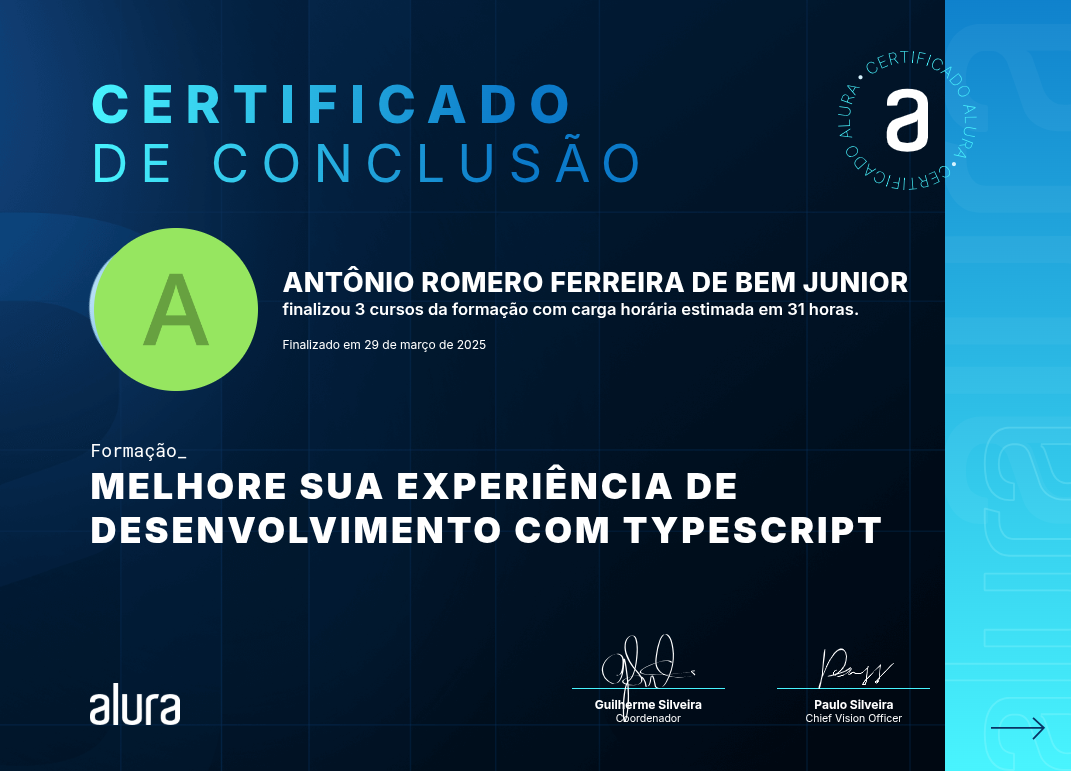 CERTIFICADO
DE CONCLUSÃO
CERTIFICADO ALURA • CERTIFICADO ALURA •
a
A
ANTÔNIO ROMERO FERREIRA DE BEM JUNIOR
finalizou 3 cursos da formação com carga horária estimada em 31 horas.
Finalizado em 29 de março de 2025
Formação_
MELHORE SUA EXPERIÊNCIA DE
DESENVOLVIMENTO COM TYPESCRIPT
alura
Guilherme Silveira
Coordenador
Paulo Silveira
Chief Vision Officer
alura